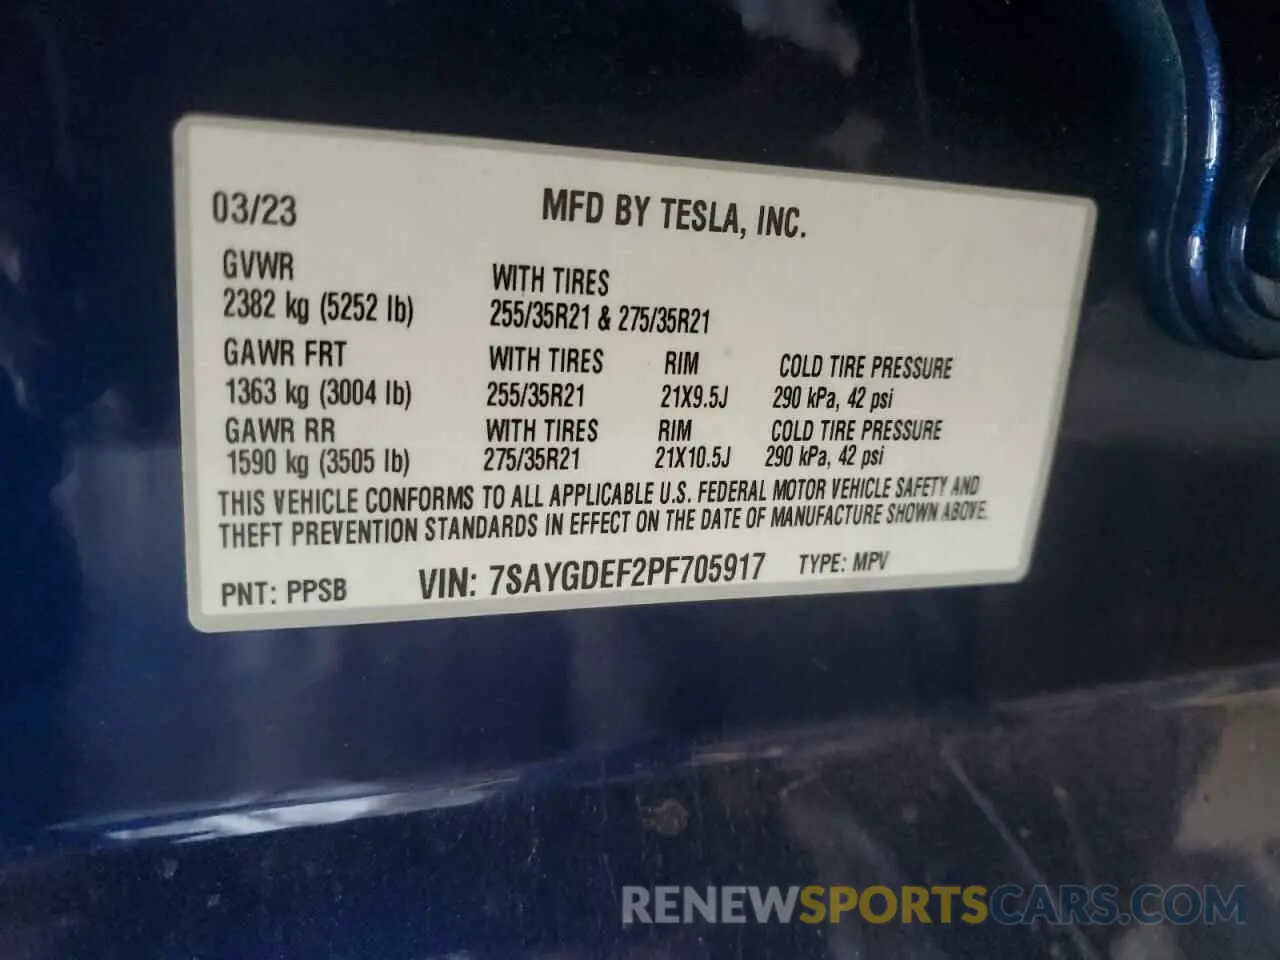 03/23 MFD BY TESLA, INC.
GVWR WITH TIRES
2382 kg (5252 lb) 255/35R21 & 275/35R21
GAWR FRT WITH TIRES RIM COLD TIRE PRESSURE
1363 kg (3004 lb) 255/35R21 21X9.5J 290 kPa, 42 psi
GAWR RR WITH TIRES RIM COLD TIRE PRESSURE
1590 kg (3505 lb) 275/35R21 21X10.5J 290 kPa, 42 psi
THIS VEHICLE CONFORMS TO ALL APPLICABLE U.S. FEDERAL MOTOR VEHICLE SAFETY AND
THEFT PREVENTION STANDARDS IN EFFECT ON THE DATE OF MANUFACTURE SHOWN ABOVE.
PNT: PPSB VIN: 7SAYGDEF2PF705917 TYPE: MPV
RENEWSPORTSCARS.COM